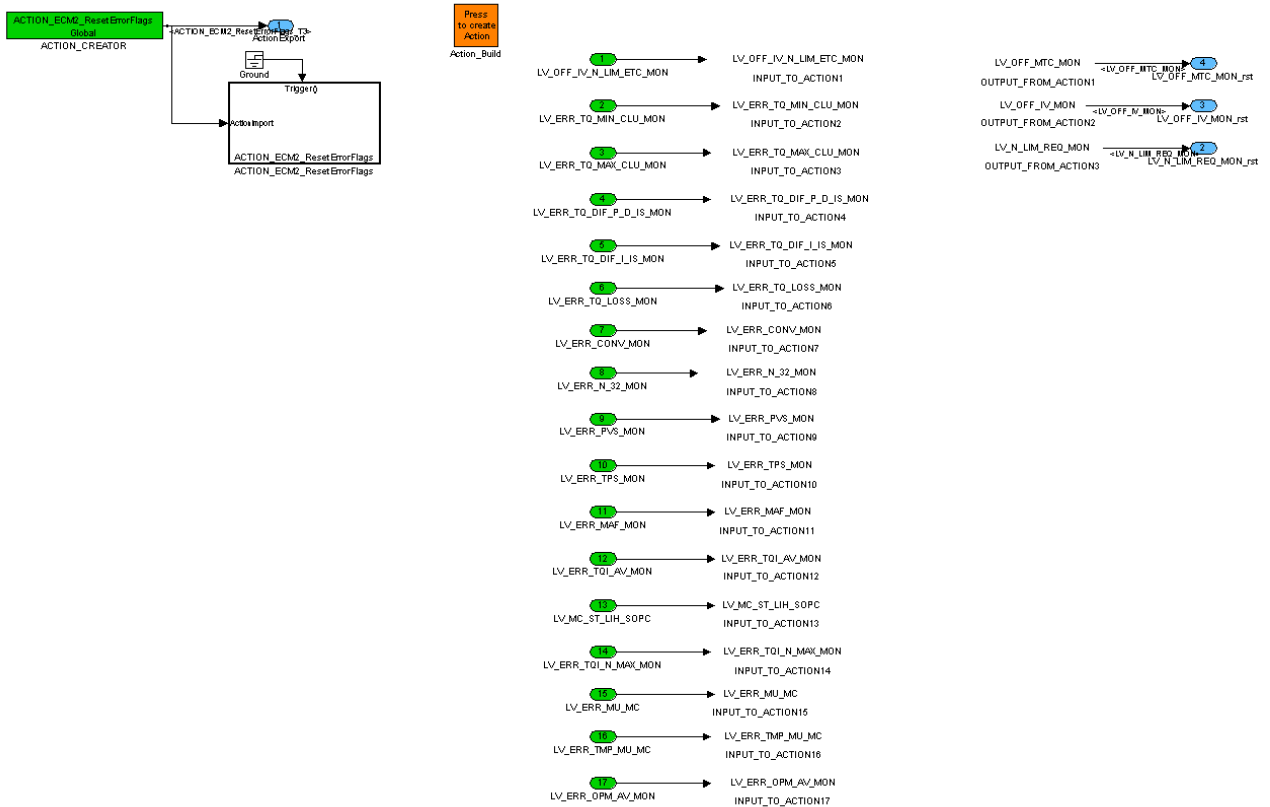 ACTION_ECM2_ResetErrorFlags
Global
ACTION_CREATOR
1
<ACTION_ECM2_ResetErrorFlags_T3>
ActionExport
Ground
Trigger()
ActionImport
ACTION_ECM2_ResetErrorFlags
ACTION_ECM2_ResetErrorFlags
Press
to create
Action
Action_Build
1
LV_OFF_IV_N_LIM_ETC_MON
LV_OFF_IV_N_LIM_ETC_MON
INPUT_TO_ACTION1
2
LV_ERR_TQ_MIN_CLU_MON
LV_ERR_TQ_MIN_CLU_MON
INPUT_TO_ACTION2
3
LV_ERR_TQ_MAX_CLU_MON
LV_ERR_TQ_MAX_CLU_MON
INPUT_TO_ACTION3
4
LV_ERR_TQ_DIF_P_D_IS_MON
LV_ERR_TQ_DIF_P_D_IS_MON
INPUT_TO_ACTION4
5
LV_ERR_TQ_DIF_I_IS_MON
LV_ERR_TQ_DIF_I_IS_MON
INPUT_TO_ACTION5
6
LV_ERR_TQ_LOSS_MON
LV_ERR_TQ_LOSS_MON
INPUT_TO_ACTION6
7
LV_ERR_CONV_MON
LV_ERR_CONV_MON
INPUT_TO_ACTION7
8
LV_ERR_N_32_MON
LV_ERR_N_32_MON
INPUT_TO_ACTION8
9
LV_ERR_PVS_MON
LV_ERR_PVS_MON
INPUT_TO_ACTION9
10
LV_ERR_TPS_MON
LV_ERR_TPS_MON
INPUT_TO_ACTION10
11
LV_ERR_MAF_MON
LV_ERR_MAF_MON
INPUT_TO_ACTION11
12
LV_ERR_TQI_AV_MON
LV_ERR_TQI_AV_MON
INPUT_TO_ACTION12
13
LV_MC_ST_LIH_SOPC
LV_MC_ST_LIH_SOPC
INPUT_TO_ACTION13
14
LV_ERR_TQI_N_MAX_MON
LV_ERR_TQI_N_MAX_MON
INPUT_TO_ACTION14
15
LV_ERR_MU_MC
LV_ERR_MU_MC
INPUT_TO_ACTION15
16
LV_ERR_TMP_MU_MC
LV_ERR_TMP_MU_MC
INPUT_TO_ACTION16
17
LV_ERR_OPM_AV_MON
LV_ERR_OPM_AV_MON
INPUT_TO_ACTION17
LV_OFF_MTC_MON
OUTPUT_FROM_ACTION1
<LV_OFF_MTC_MON>
4
LV_OFF_MTC_MON_rst
LV_OFF_IV_MON
OUTPUT_FROM_ACTION2
<LV_OFF_IV_MON>
3
LV_OFF_IV_MON_rst
LV_N_LIM_REQ_MON
OUTPUT_FROM_ACTION3
<LV_N_LIM_REQ_MON>
2
LV_N_LIM_REQ_MON_rst